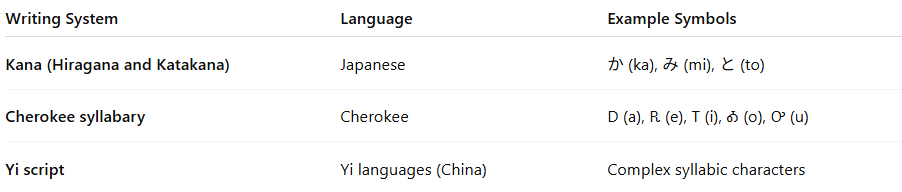 Writing System Language Example Symbols
Kana (Hiragana and Katakana) Japanese か (ka), み (mi), と (to)
Cherokee syllabary Cherokee Ꭰ (a), Ꭱ (e), Ꭲ (i), Ꭳ (o), Ꭴ (u)
Yi script Yi languages (China) Complex syllabic characters